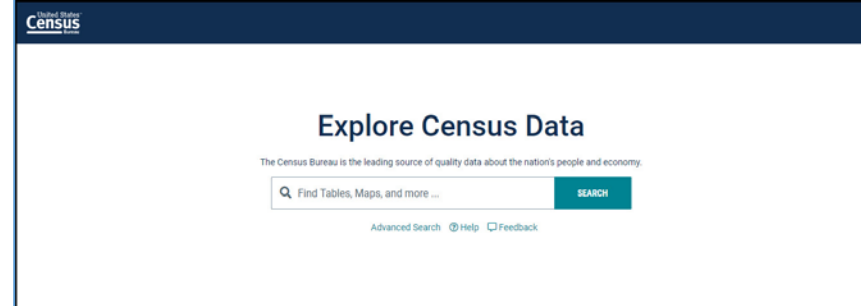 United States®
Census
Bureau
Explore Census Data
The Census Bureau is the leading source of quality data about the nation's people and economy.
Find Tables, Maps, and more ...
SEARCH
Advanced Search Help Feedback